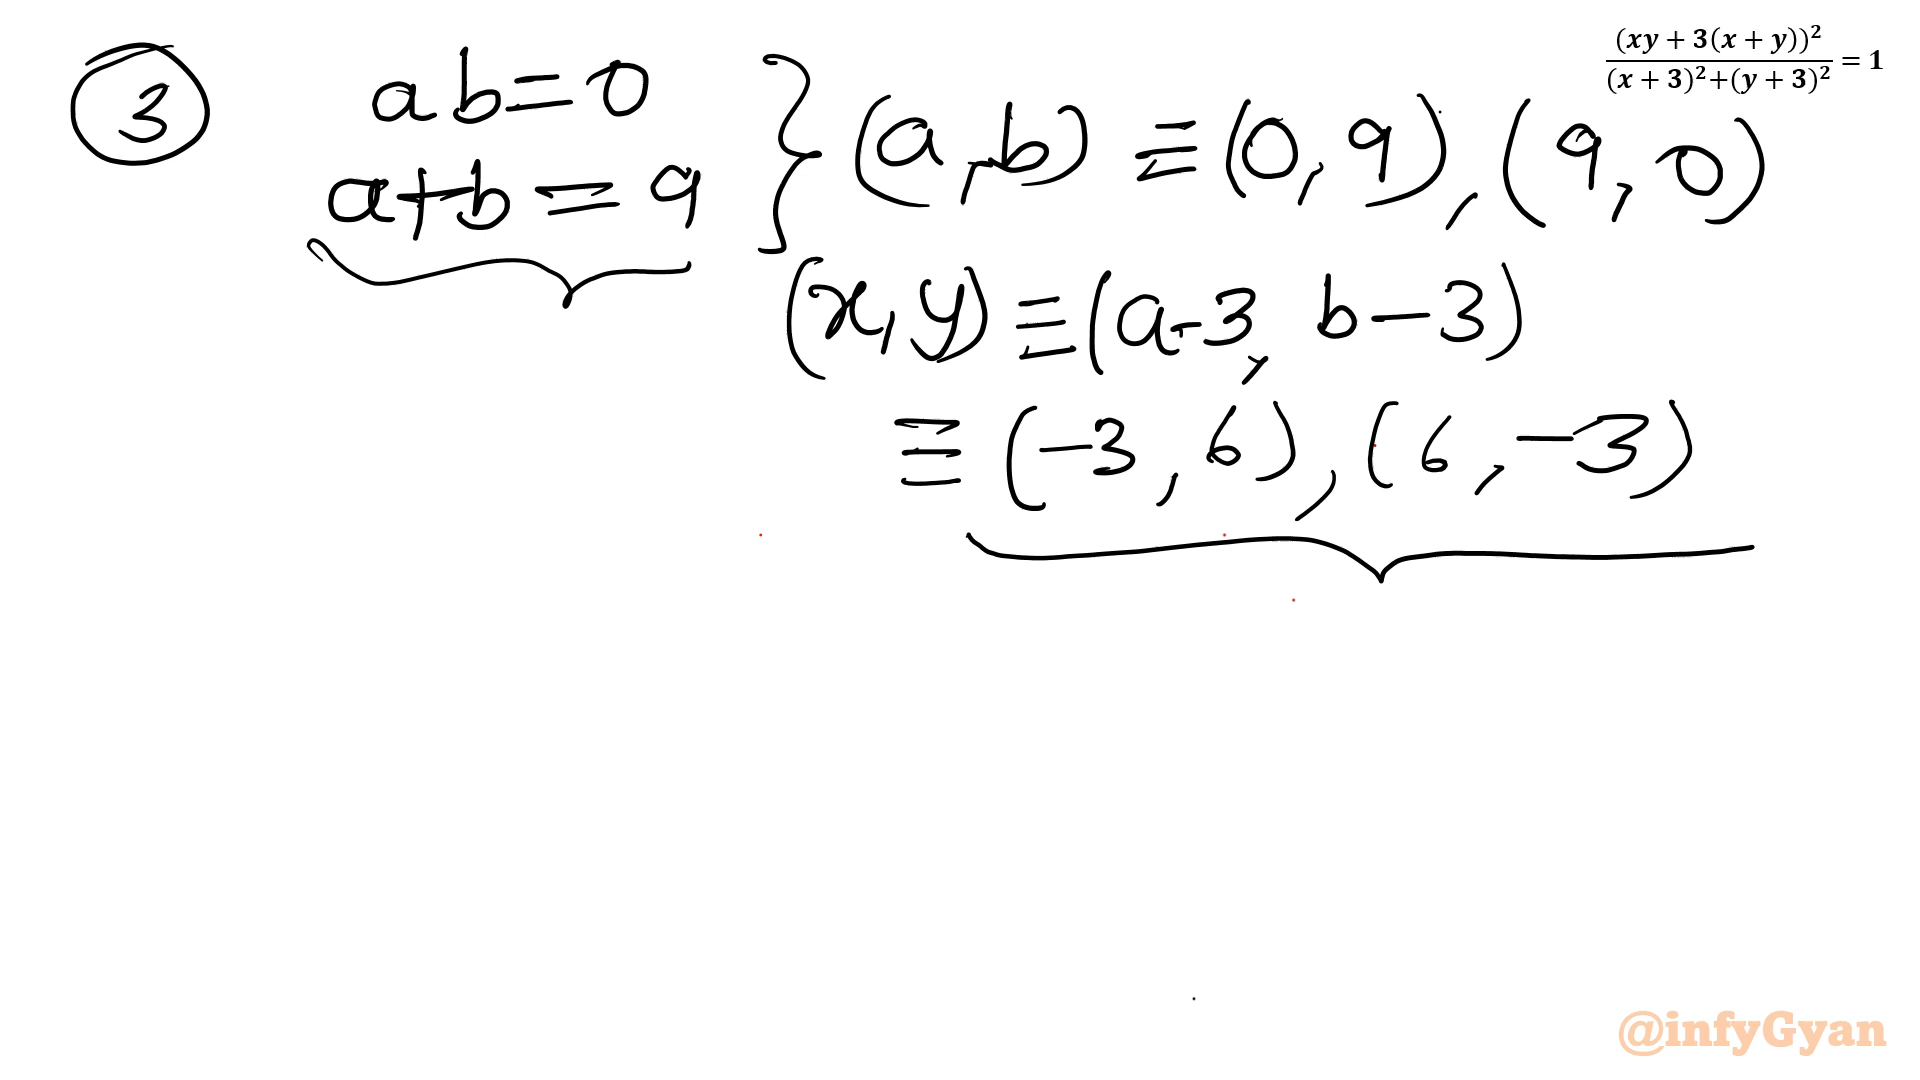 (xy + 3(x + y))² / (x + 3)²+(y + 3)² = 1
3
ab = 0
a+b = 9
} (a,b) ≡ (0,9), (9,0)
(x,y) ≡ (a-3, b-3)
≡ (-3,6), (6,-3)
@infyGyan